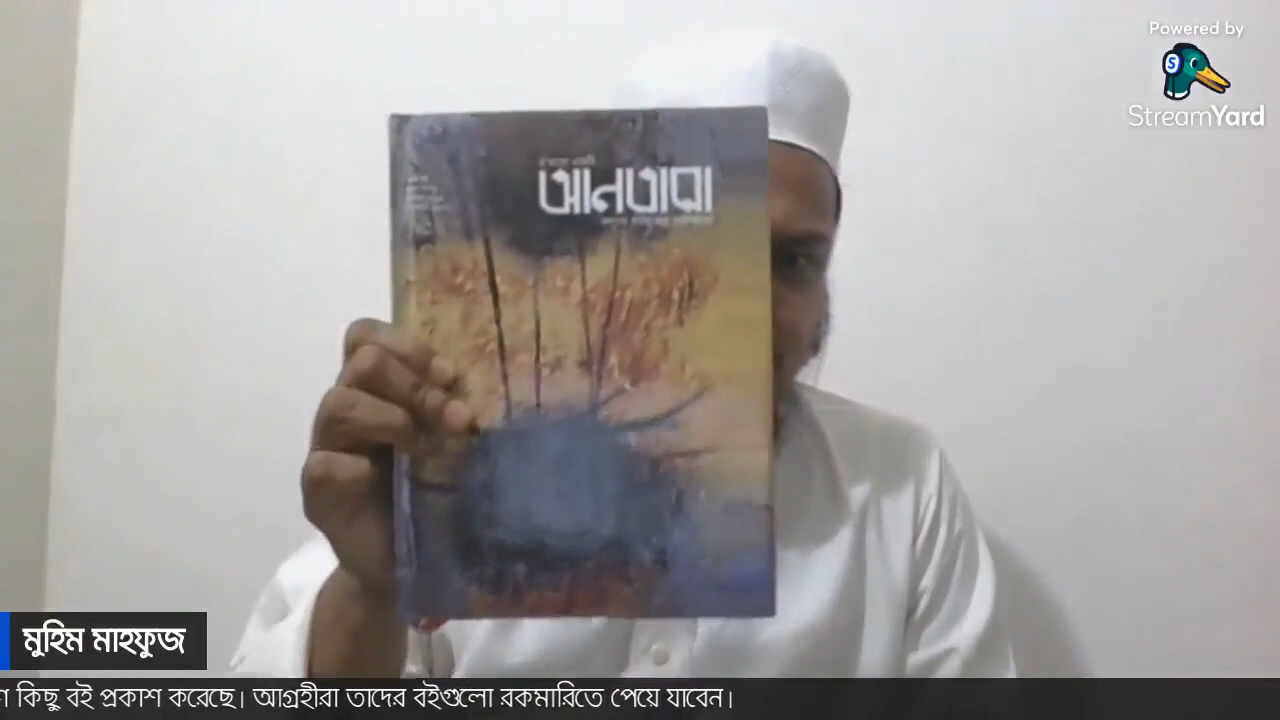 Powered by
StreamYard
আনতারা
মুহিম মাহফুজ
কিছু বই প্রকাশ করেছে। আগ্রহীরা তাদের বইগুলো রকমারিতে পেয়ে যাবেন।